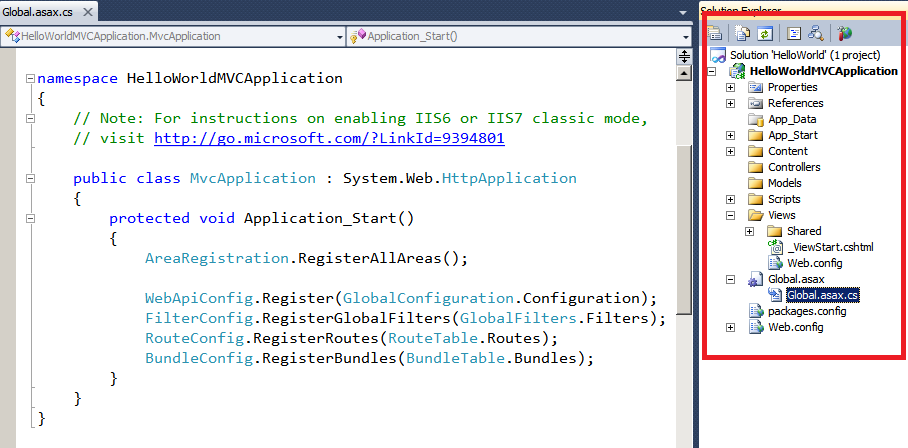 Global.asax.cs
HelloWorldMVCApplication.MvcApplication
Application_Start()
namespace HelloWorldMVCApplication
{
// Note: For instructions on enabling IIS6 or IIS7 classic mode,
// visit http://go.microsoft.com/?LinkId=9394801
public class MvcApplication : System.Web.HttpApplication
{
protected void Application_Start()
{
AreaRegistration.RegisterAllAreas();
WebApiConfig.Register(GlobalConfiguration.Configuration);
FilterConfig.RegisterGlobalFilters(GlobalFilters.Filters);
RouteConfig.RegisterRoutes(RouteTable.Routes);
BundleConfig.RegisterBundles(BundleTable.Bundles);
}
}
}
Solution Explorer
Solution 'HelloWorld' (1 project)
HelloWorldMVCApplication
Properties
References
App_Data
App_Start
Content
Controllers
Models
Scripts
Views
Shared
_ViewStart.cshtml
Web.config
Global.asax
Global.asax.cs
packages.config
Web.config